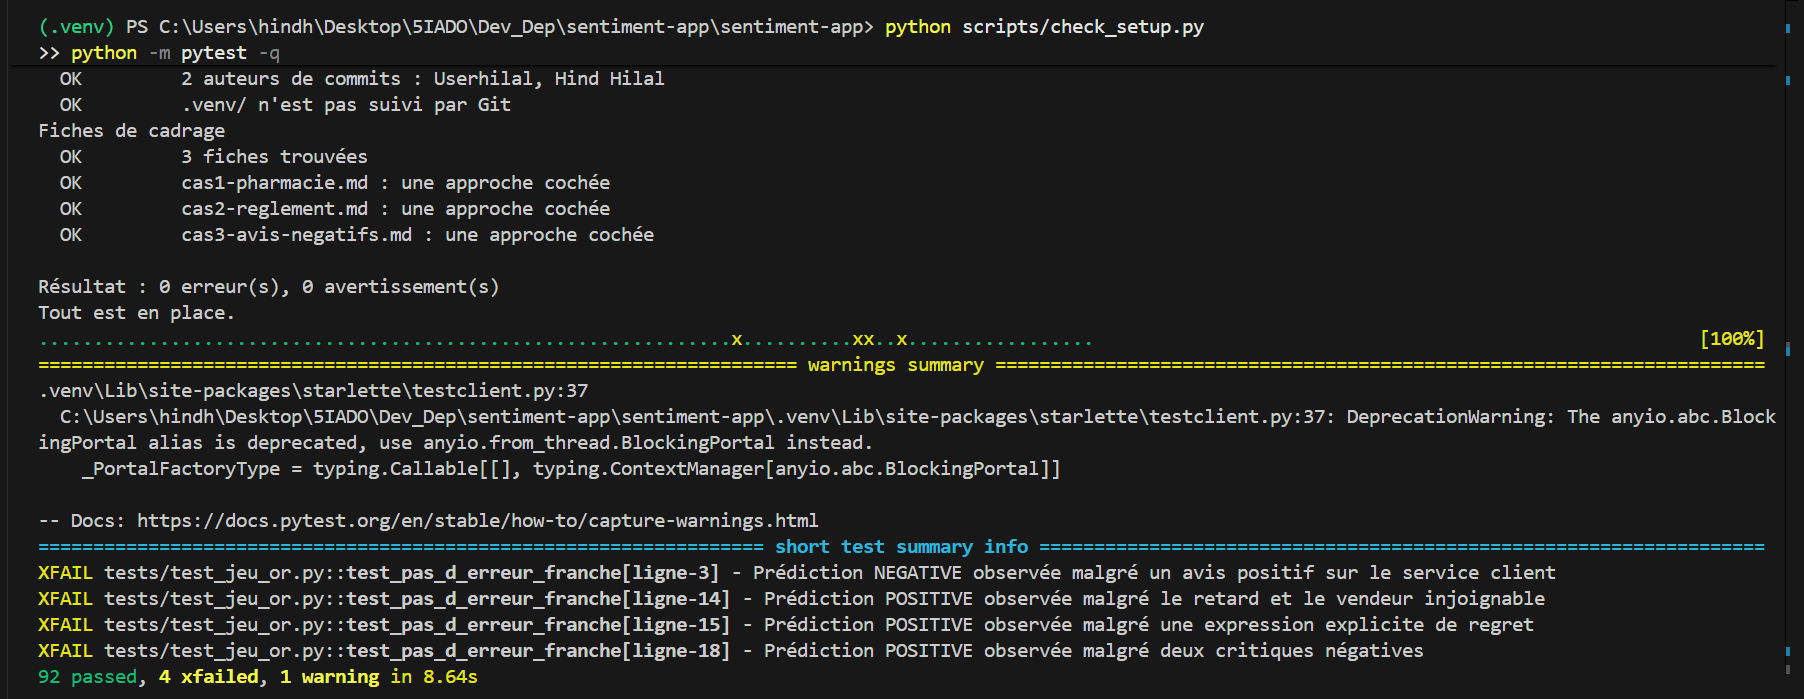 (.venv) PS C:\Users\hindh\Desktop\5IADO\Dev_Dep\sentiment-app\sentiment-app> python scripts/check_setup.py
>> python -m pytest -q
OK 2 auteurs de commits : Userhilal, Hind Hilal
OK .venv/ n'est pas suivi par Git
Fiches de cadrage
OK 3 fiches trouvées
OK cas1-pharmacie.md : une approche cochée
OK cas2-reglement.md : une approche cochée
OK cas3-avis-negatifs.md : une approche cochée
Résultat : 0 erreur(s), 0 avertissement(s)
Tout est en place.
................................................................x..........xx..x................. [100%]
====================================================================== warnings summary =======================================================================
.venv\Lib\site-packages\starlette\testclient.py:37
C:\Users\hindh\Desktop\5IADO\Dev_Dep\sentiment-app\sentiment-app\.venv\Lib\site-packages\starlette\testclient.py:37: DeprecationWarning: The anyio.abc.Block
ingPortal alias is deprecated, use anyio.from_thread.BlockingPortal instead.
_PortalFactoryType = typing.Callable[[], typing.ContextManager[anyio.abc.BlockingPortal]]
-- Docs: https://docs.pytest.org/en/stable/how-to/capture-warnings.html
=================================================================== short test summary info ===================================================================
XFAIL tests/test_jeu_or.py::test_pas_d_erreur_franche[ligne-3] - Prédiction NEGATIVE observée malgré un avis positif sur le service client
XFAIL tests/test_jeu_or.py::test_pas_d_erreur_franche[ligne-14] - Prédiction POSITIVE observée malgré le retard et le vendeur injoignable
XFAIL tests/test_jeu_or.py::test_pas_d_erreur_franche[ligne-15] - Prédiction POSITIVE observée malgré une expression explicite de regret
XFAIL tests/test_jeu_or.py::test_pas_d_erreur_franche[ligne-18] - Prédiction POSITIVE observée malgré deux critiques négatives
92 passed, 4 xfailed, 1 warning in 8.64s